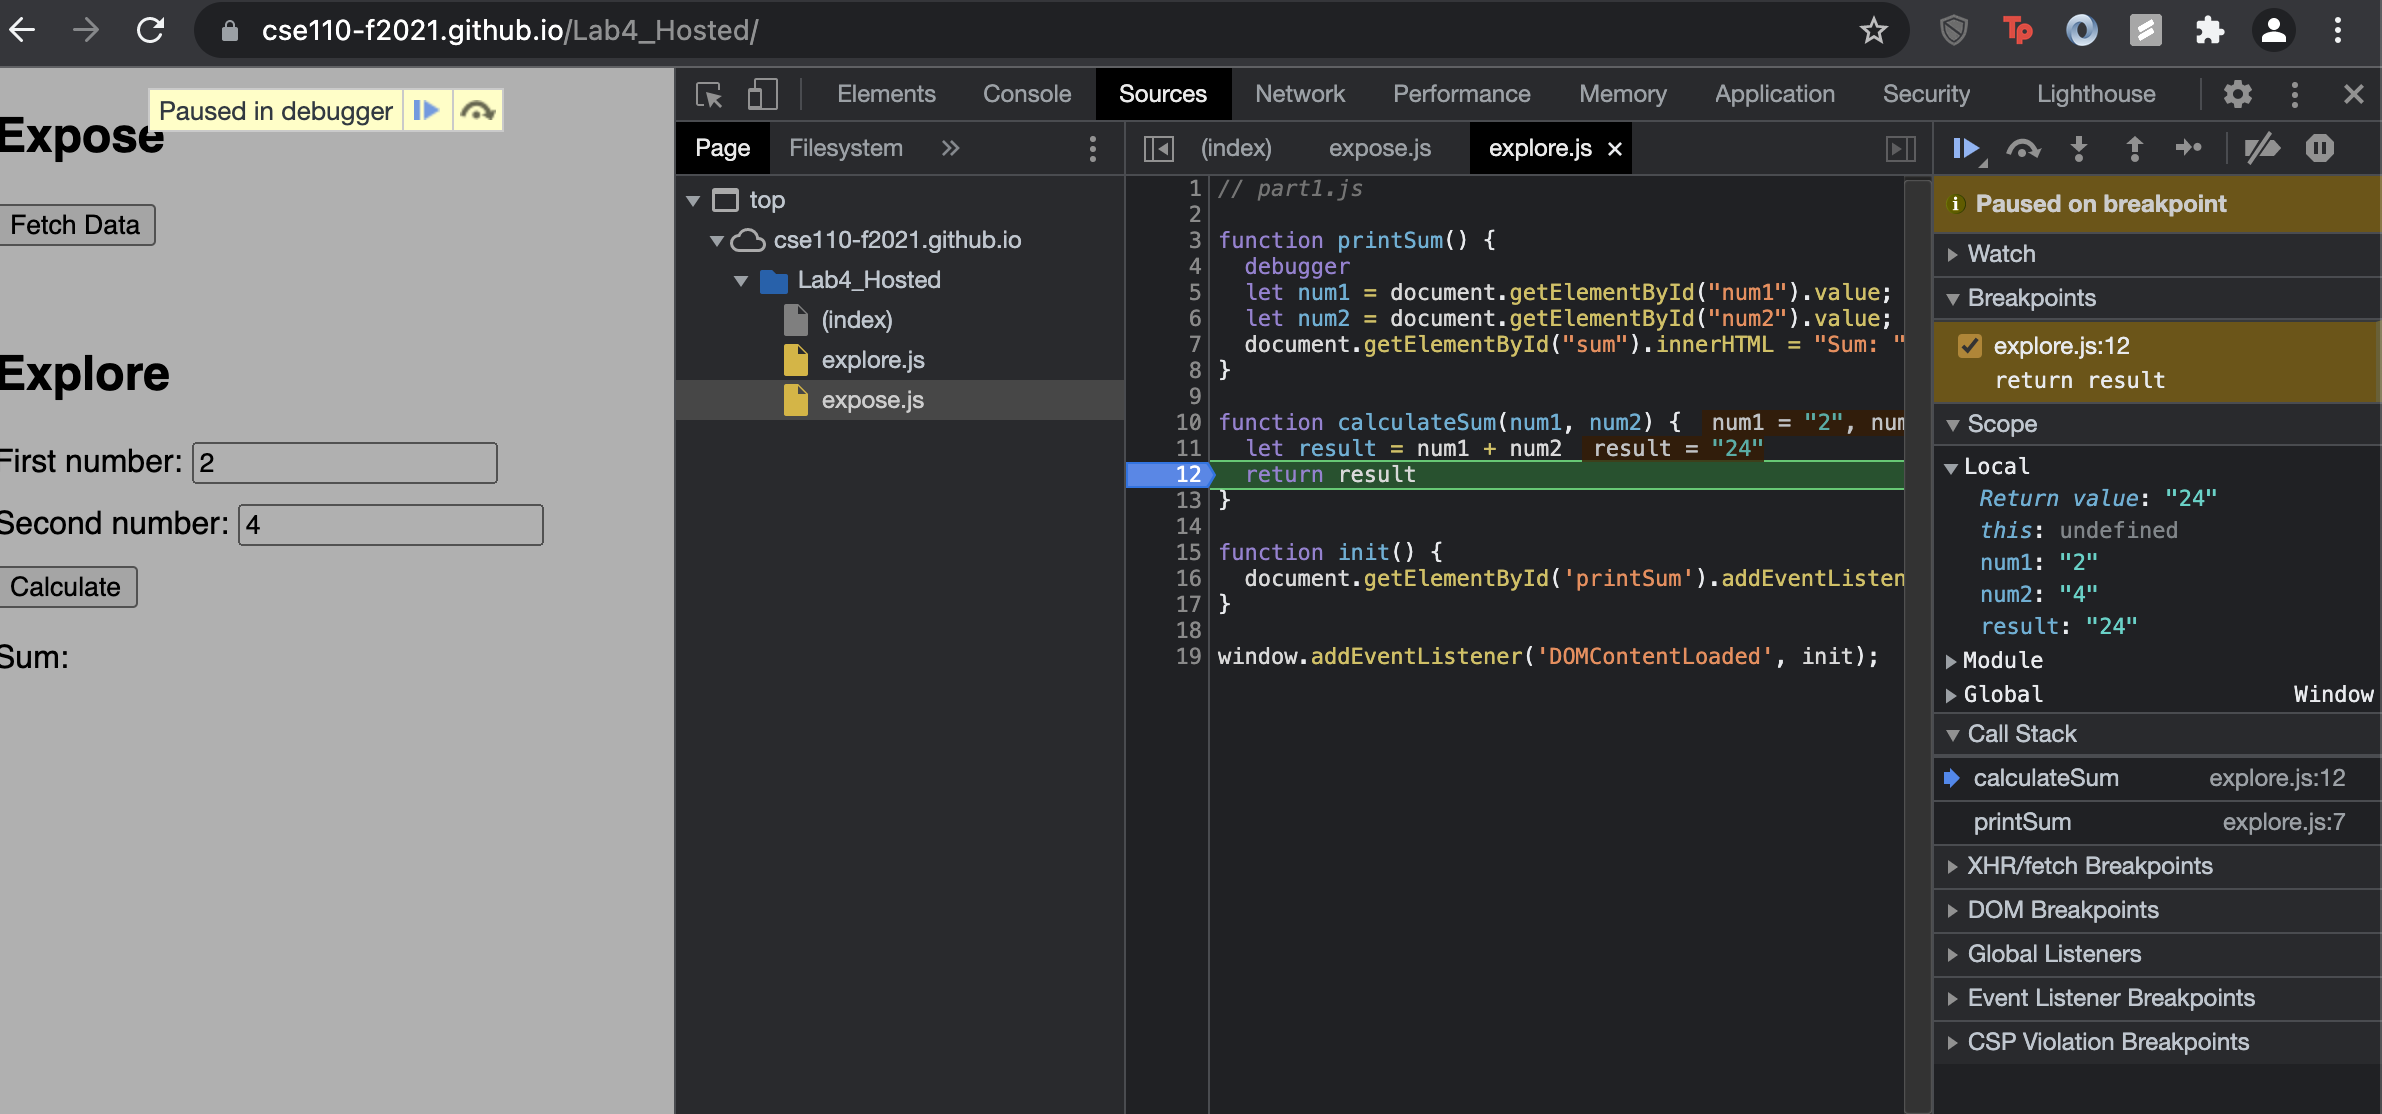 cse110-f2021.github.io/Lab4_Hosted/
Tp
Paused in debugger
Expose
Fetch Data
Explore
First number: 2
Second number: 4
Calculate
Sum:
Elements Console Sources Network Performance Memory Application Security Lighthouse
Page Filesystem »
top
cse110-f2021.github.io
Lab4_Hosted
(index)
explore.js
expose.js
(index) expose.js explore.js ×
1 // part1.js
2
3 function printSum() {
4 debugger
5 let num1 = document.getElementById("num1").value;
6 let num2 = document.getElementById("num2").value;
7 document.getElementById("sum").innerHTML = "Sum: "
8 }
9
10 function calculateSum(num1, num2) { num1 = "2", num
11 let result = num1 + num2 result = "24"
12 return result
13 }
14
15 function init() {
16 document.getElementById('printSum').addEventListen
17 }
18
19 window.addEventListener('DOMContentLoaded', init);
Paused on breakpoint
Watch
Breakpoints
explore.js:12
return result
Scope
Local
Return value: "24"
this: undefined
num1: "2"
num2: "4"
result: "24"
Module
Global Window
Call Stack
calculateSum explore.js:12
printSum explore.js:7
XHR/fetch Breakpoints
DOM Breakpoints
Global Listeners
Event Listener Breakpoints
CSP Violation Breakpoints